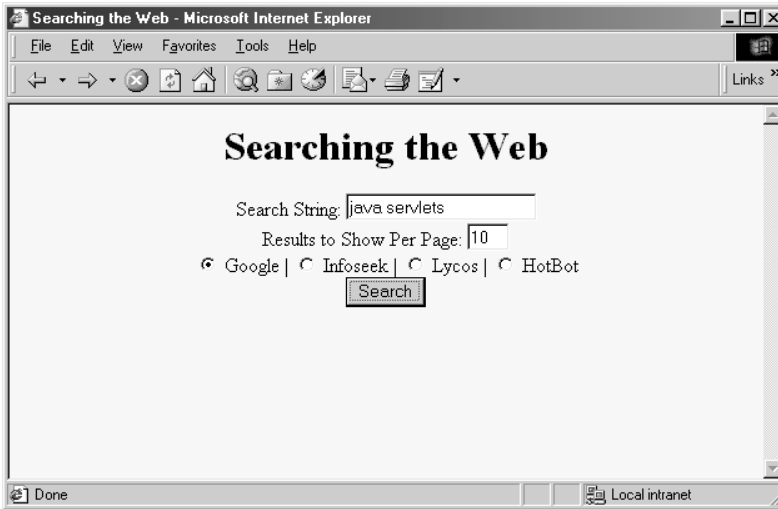 Searching the Web - Microsoft Internet Explorer
File Edit View Favorites Tools Help
Links »
Searching the Web
Search String: java servlets
Results to Show Per Page: 10
Google | Infoseek | Lycos | HotBot
Search
Done Local intranet